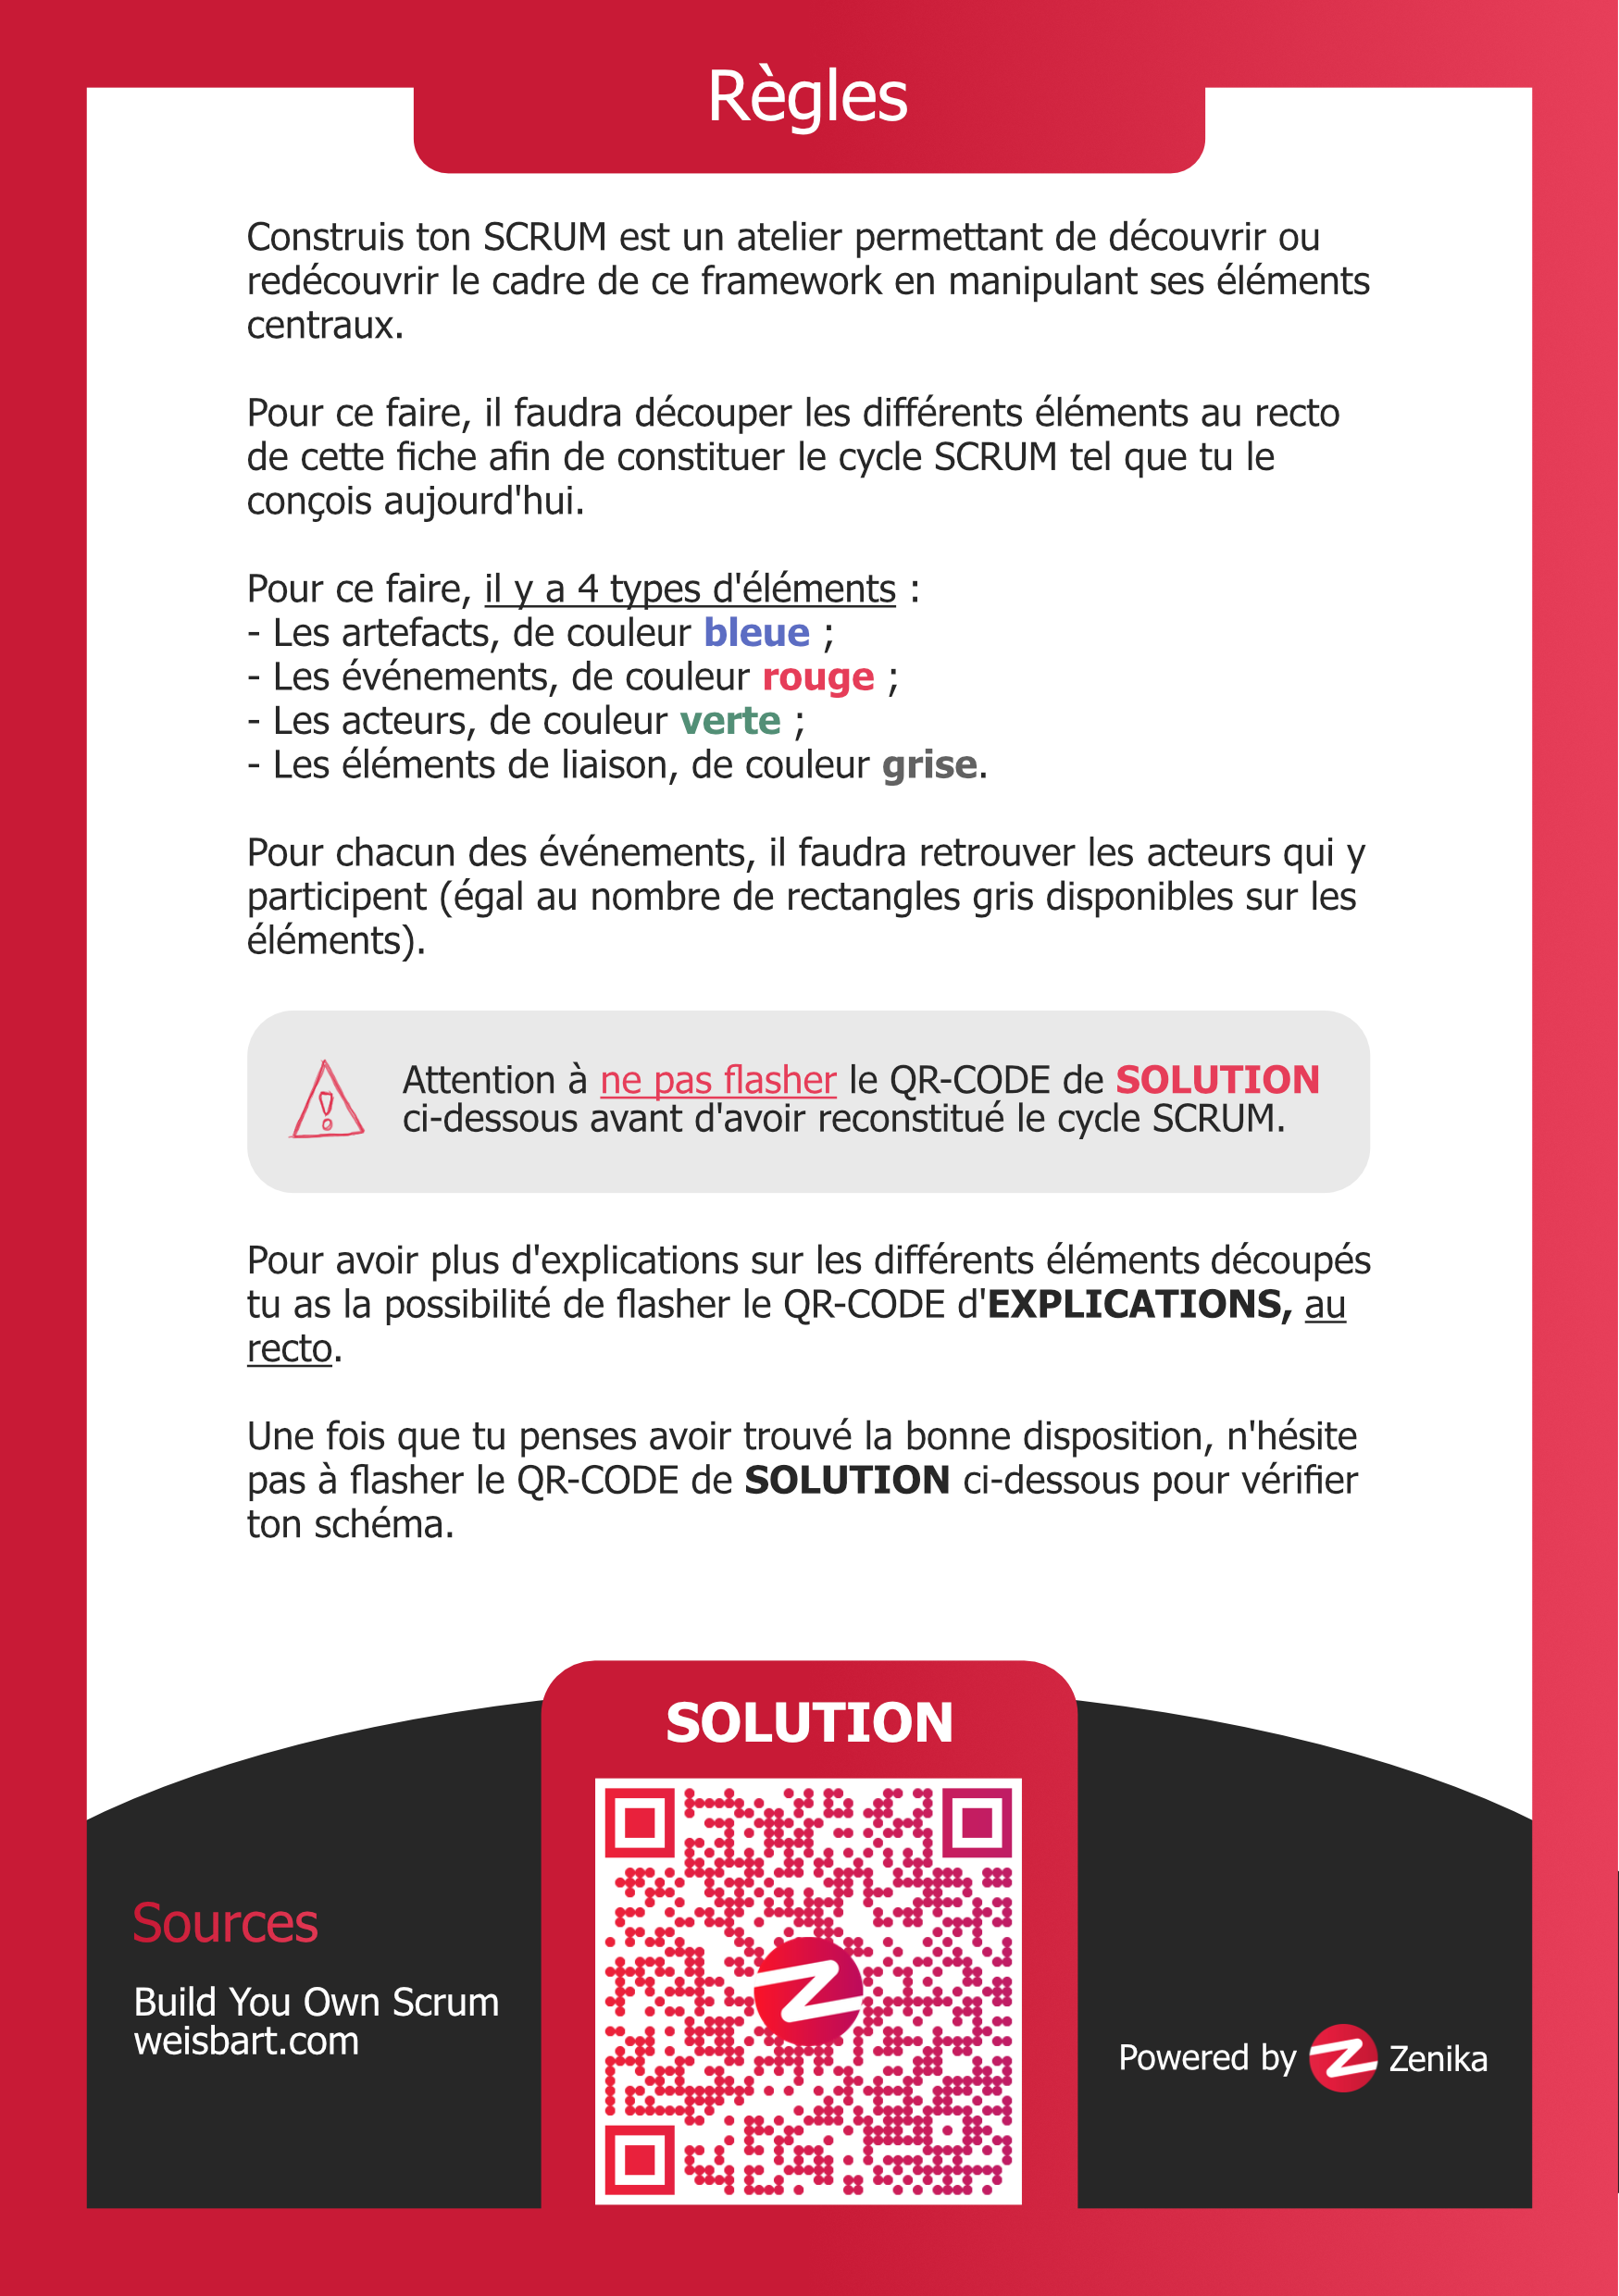 Règles
Construis ton SCRUM est un atelier permettant de découvrir ou
redécouvrir le cadre de ce framework en manipulant ses éléments
centraux.
Pour ce faire, il faudra découper les différents éléments au recto
de cette fiche afin de constituer le cycle SCRUM tel que tu le
conçois aujourd'hui.
Pour ce faire, il y a 4 types d'éléments :
- Les artefacts, de couleur bleue ;
- Les événements, de couleur rouge ;
- Les acteurs, de couleur verte ;
- Les éléments de liaison, de couleur grise.
Pour chacun des événements, il faudra retrouver les acteurs qui y
participent (égal au nombre de rectangles gris disponibles sur les
éléments).
Attention à ne pas flasher le QR-CODE de SOLUTION
ci-dessous avant d'avoir reconstitué le cycle SCRUM.
Pour avoir plus d'explications sur les différents éléments découpés
tu as la possibilité de flasher le QR-CODE d'EXPLICATIONS, au
recto.
Une fois que tu penses avoir trouvé la bonne disposition, n'hésite
pas à flasher le QR-CODE de SOLUTION ci-dessous pour vérifier
ton schéma.
SOLUTION
Sources
Build You Own Scrum
weisbart.com
Powered by Zenika